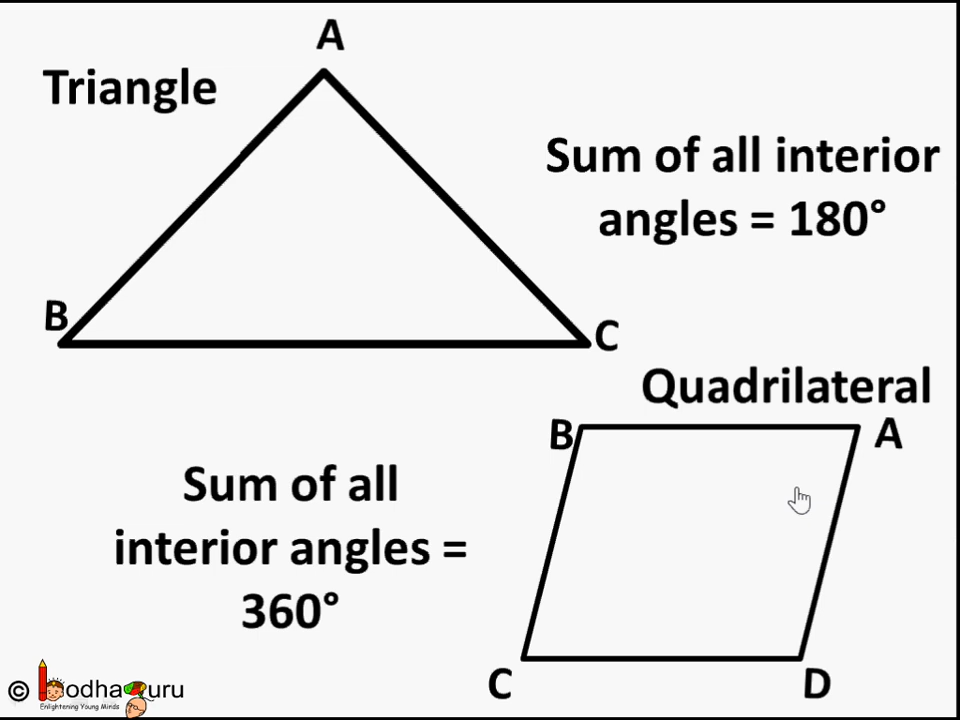 A
Triangle
Sum of all interior
angles = 180°
B
C
Quadrilateral
B
A
Sum of all
interior angles =
360°
C
D
© BodhaGuru
Enlightening Young Minds